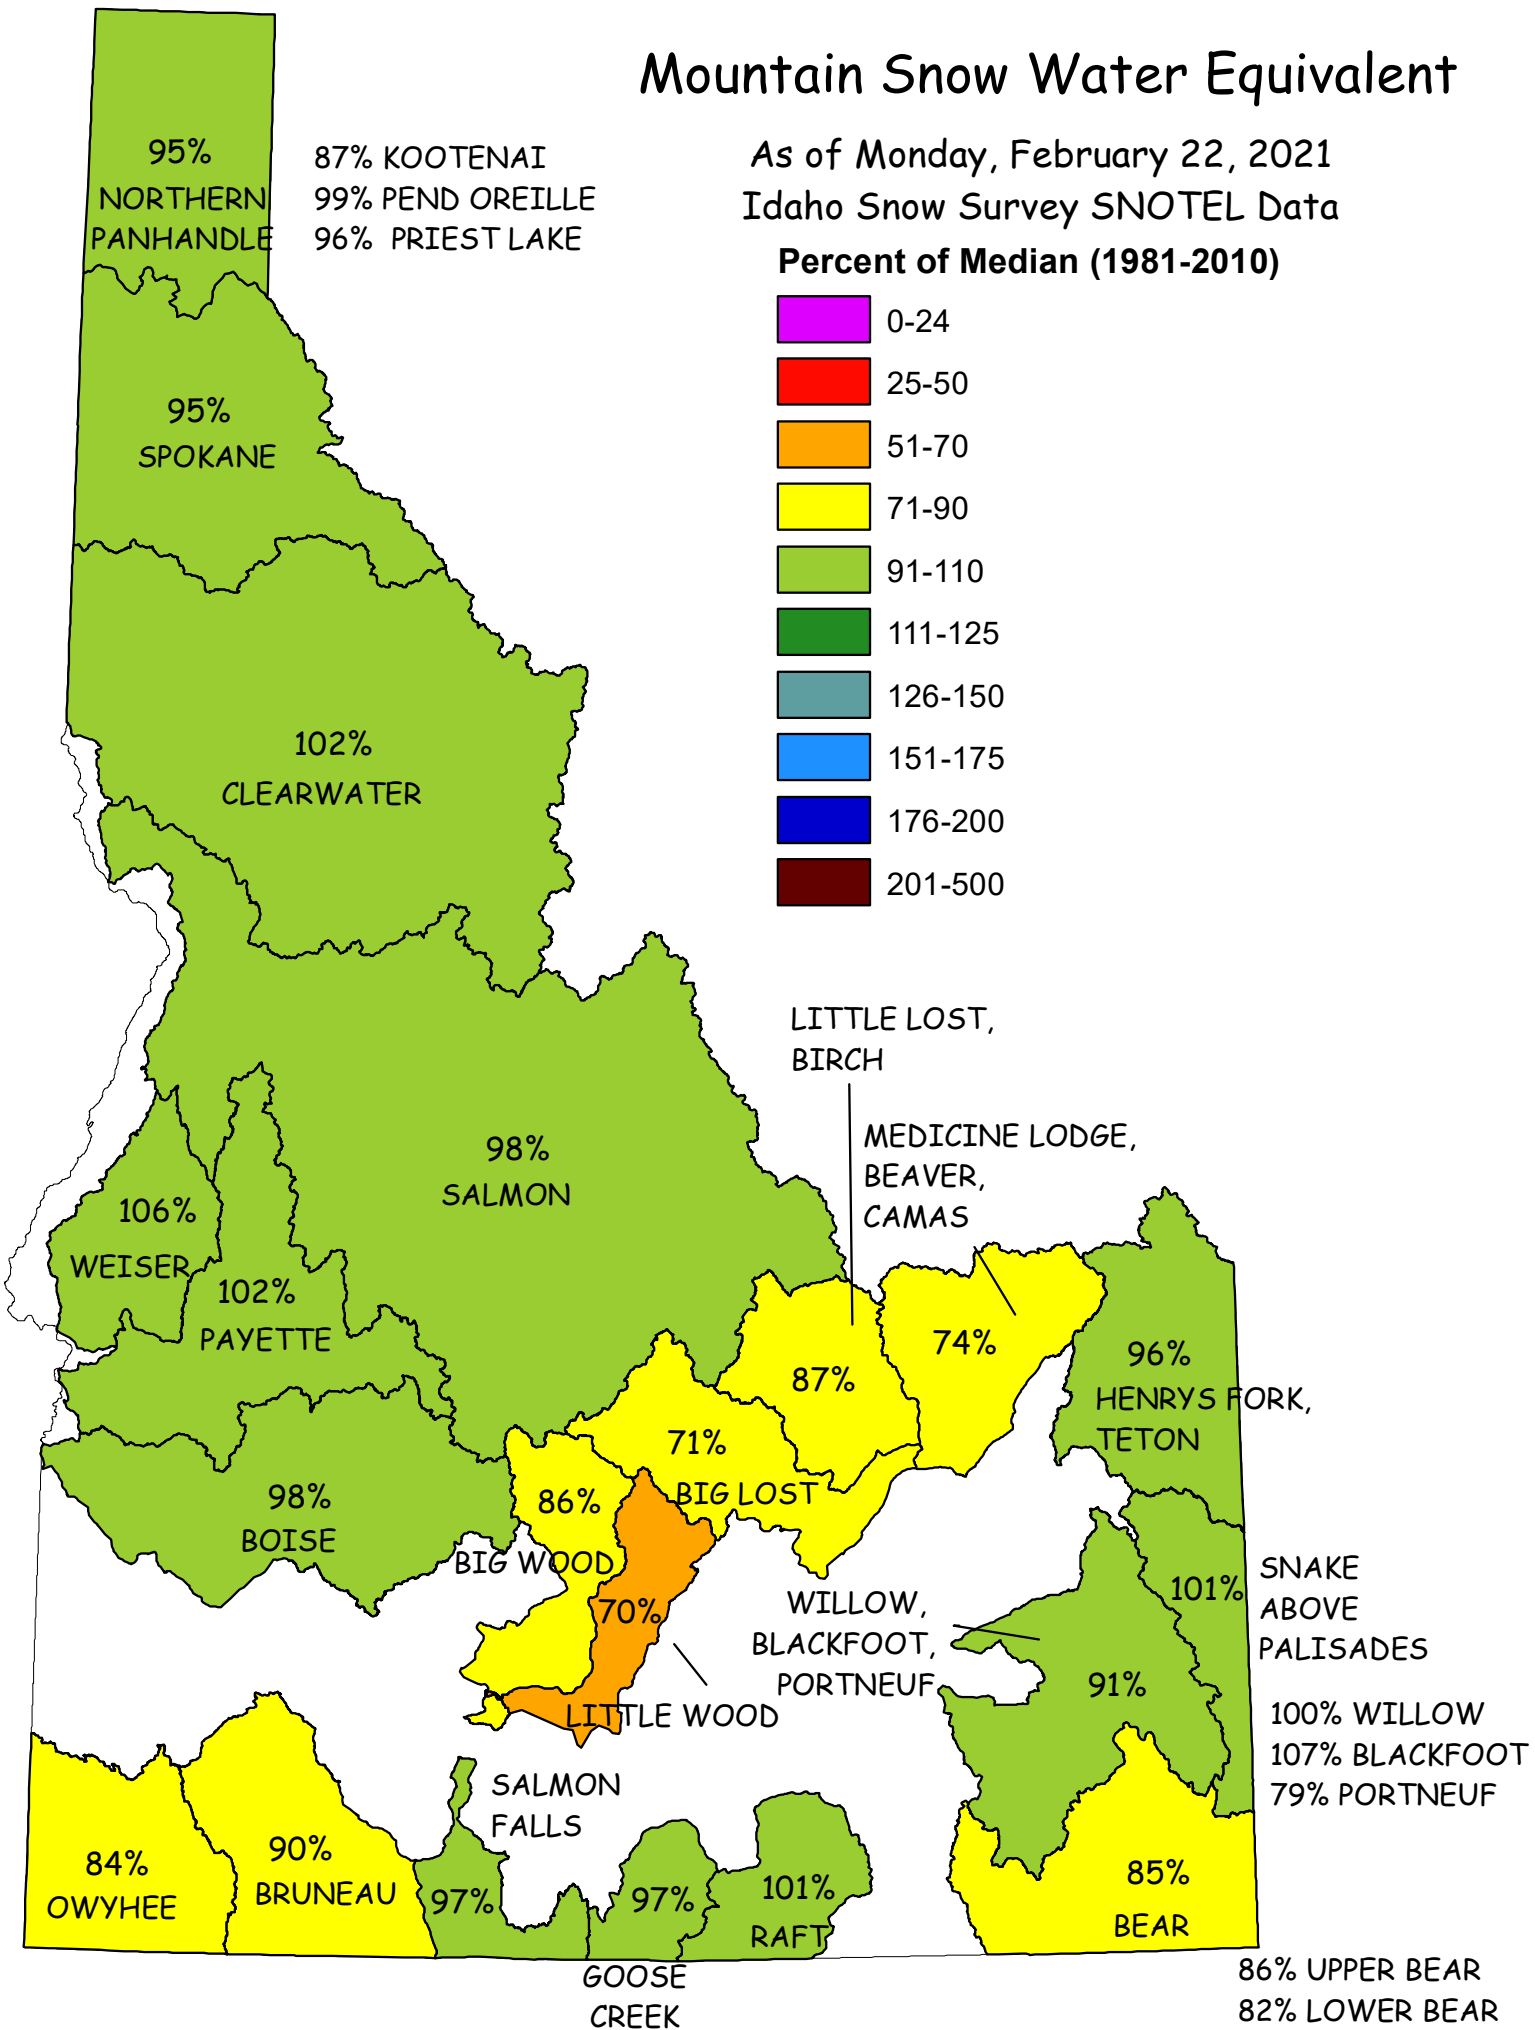 Mountain Snow Water Equivalent
As of Monday, February 22, 2021
Idaho Snow Survey SNOTEL Data
Percent of Median (1981-2010)
0-24
25-50
51-70
71-90
91-110
111-125
126-150
151-175
176-200
201-500
95%
NORTHERN
PANHANDLE
87% KOOTENAI
99% PEND OREILLE
96% PRIEST LAKE
95%
SPOKANE
102%
CLEARWATER
LITTLE LOST,
BIRCH
MEDICINE LODGE,
BEAVER,
CAMAS
98%
SALMON
106%
WEISER
102%
PAYETTE
87%
74%
96%
HENRYS FORK,
TETON
71%
BIG LOST
98%
BOISE
86%
BIG WOOD
70%
LITTLE WOOD
WILLOW,
BLACKFOOT,
PORTNEUF
91%
101%
SNAKE
ABOVE
PALISADES
100% WILLOW
107% BLACKFOOT
79% PORTNEUF
84%
OWYHEE
90%
BRUNEAU
SALMON
FALLS
97%
97%
GOOSE
CREEK
101%
RAFT
85%
BEAR
86% UPPER BEAR
82% LOWER BEAR